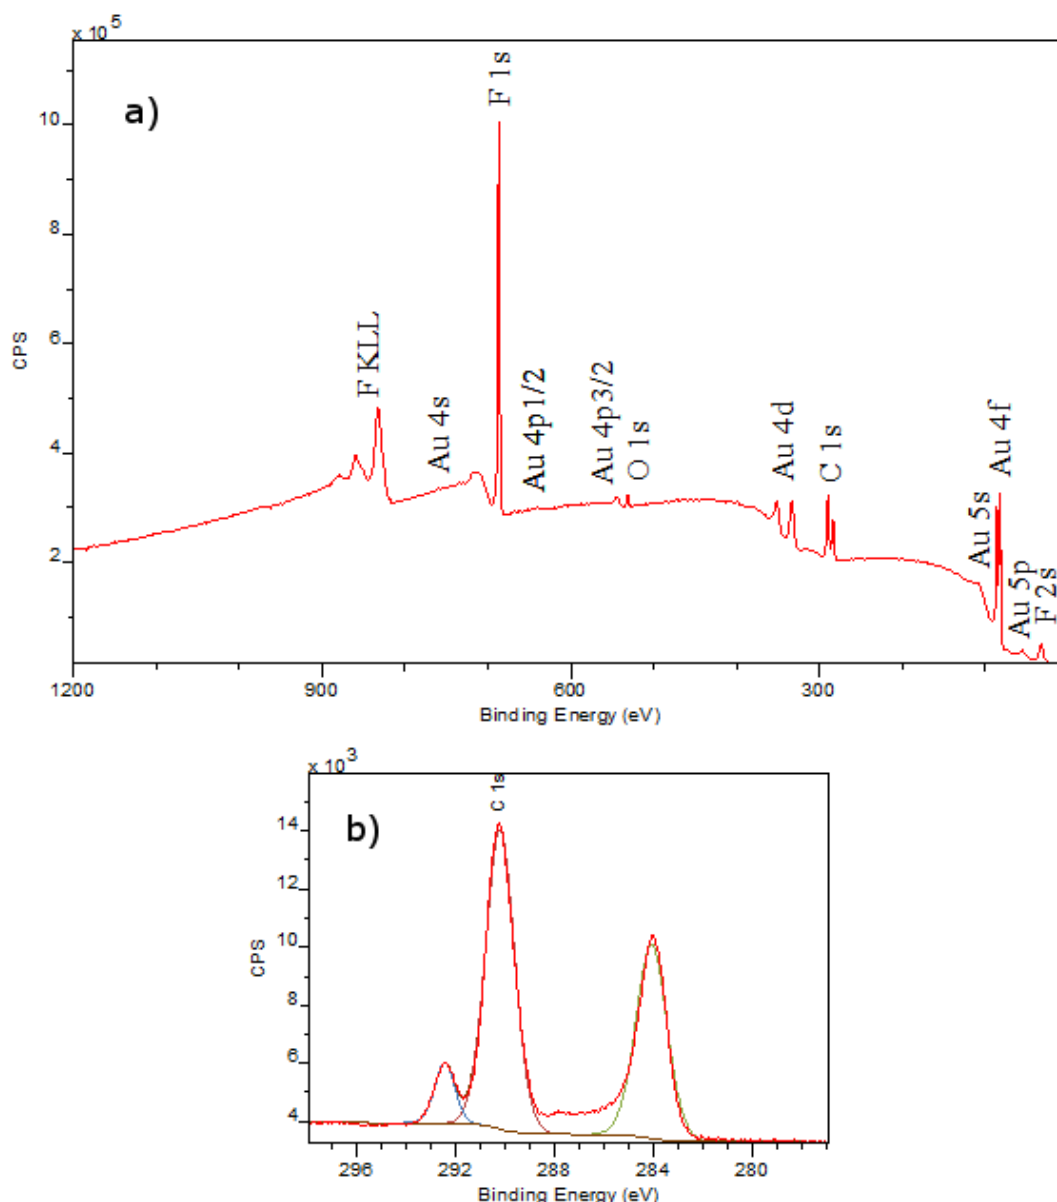 x 10 5
a)
F 1s
10
8
CPS
6
F KLL
Au 4s
Au 4p1/2
Au 4p3/2
O 1s
Au 4d
C 1s
Au 5s
Au 4f
Au 5p
F 2s
4
2
1200
900
600
300
Binding Energy (eV)
x 10 3
C 1s
b)
14
12
10
CPS
8
6
4
296
292
288
284
280
Binding Energy (eV)